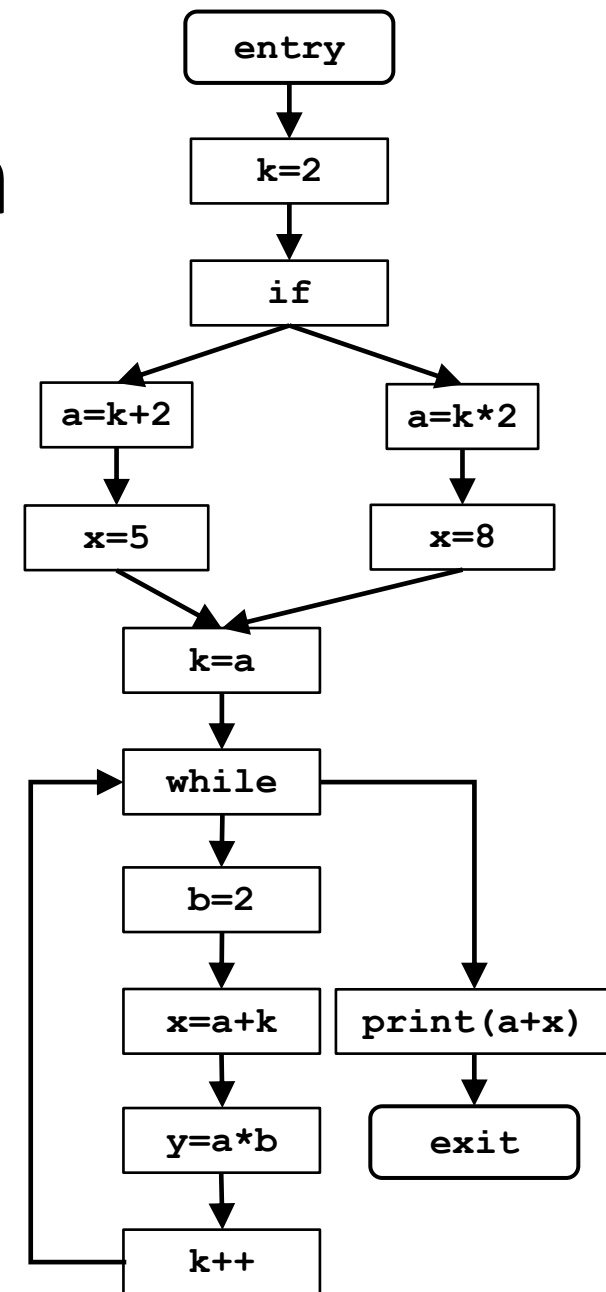 entry
n
k=2
if
a=k+2
a=k*2
x=5
x=8
k=a
while
b=2
x=a+k
print(a+x)
y=a*b
exit
k++